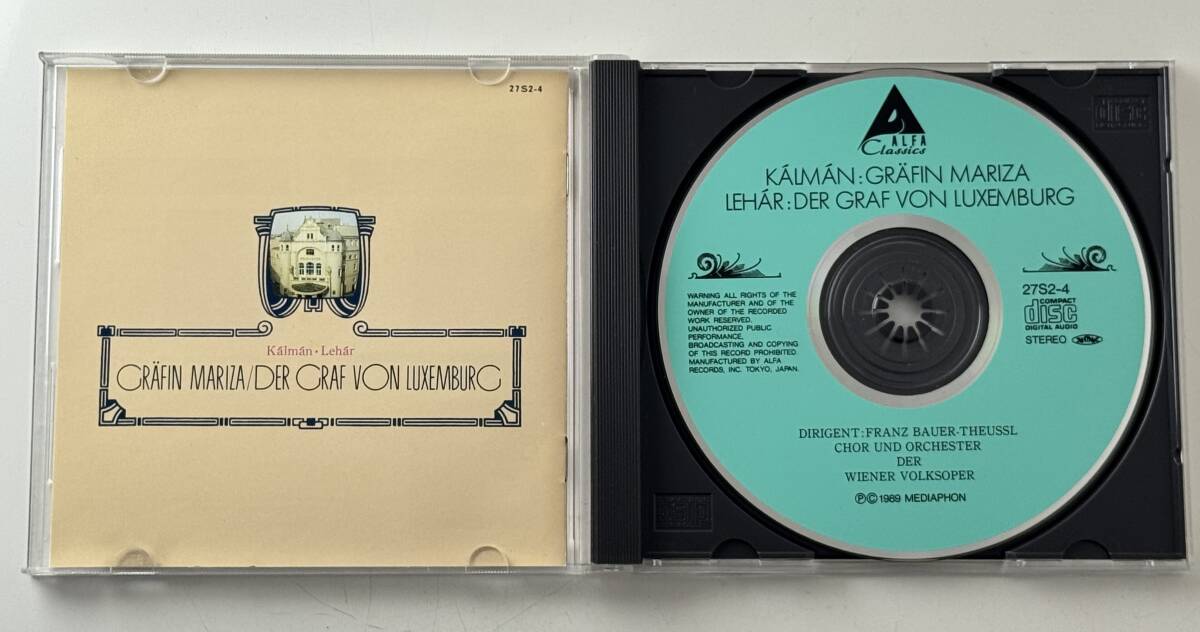 27S2-4
Kálmán・Lehár
GRÄFIN MARIZA/DER GRAF VON LUXEMBURG
ALFA
Classics
KÁLMÁN:GRÄFIN MARIZA
LEHÁR:DER GRAF VON LUXEMBURG
WARNING ALL RIGHTS OF THE
MANUFACTURER AND OF THE
OWNER OF THE RECORDED
WORK RESERVED.
UNAUTHORIZED PUBLIC
PERFORMANCE,
BROADCASTING AND COPYING
OF THIS RECORD PROHIBITED.
MANUFACTURED BY ALFA
RECORDS, INC. TOKYO, JAPAN.
27S2-4
COMPACT
disc
DIGITAL AUDIO
STEREO
DIRIGENT:FRANZ BAUER-THEUSSL
CHOR UND ORCHESTER
DER
WIENER VOLKSOPER
ⓅⒸ1989 MEDIAPHON